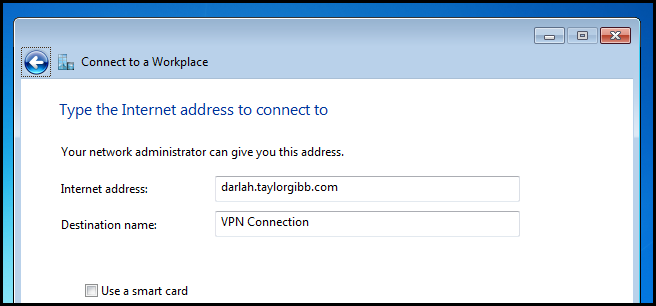 Connect to a Workplace
Type the Internet address to connect to
Your network administrator can give you this address.
Internet address: darlah.taylorgibb.com
Destination name: VPN Connection
Use a smart card